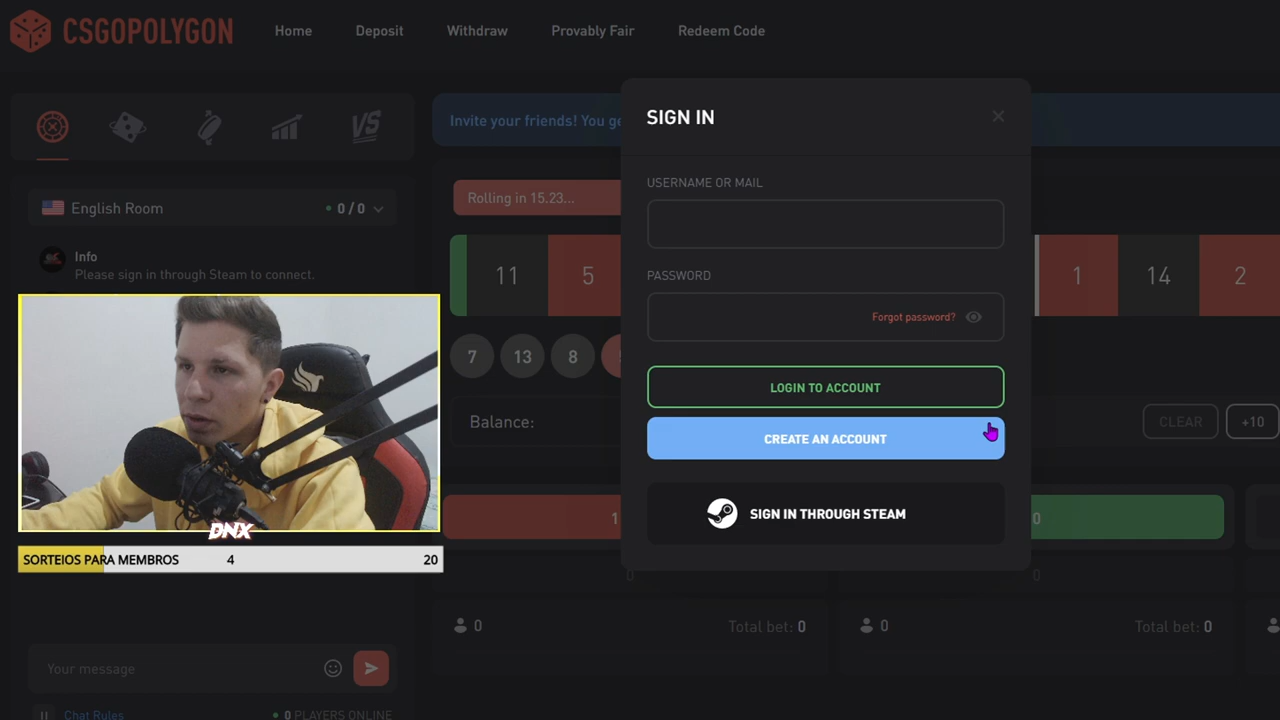 CSGOPOLYGON
Home
Deposit
Withdraw
Provably Fair
Redeem Code
VS
Invite your friends! You ge
English Room
0 / 0
Info
Please sign in through Steam to connect.
Rolling in 15.23...
11
5
1
14
2
7
13
8
Balance:
CLEAR
+10
1
0
0
0
0
Total bet: 0
0
Total bet: 0
SIGN IN
USERNAME OR MAIL
PASSWORD
Forgot password?
LOGIN TO ACCOUNT
CREATE AN ACCOUNT
SIGN IN THROUGH STEAM
DNX
SORTEIOS PARA MEMBROS
4
20
Your message
Chat Rules
0 PLAYERS ONLINE